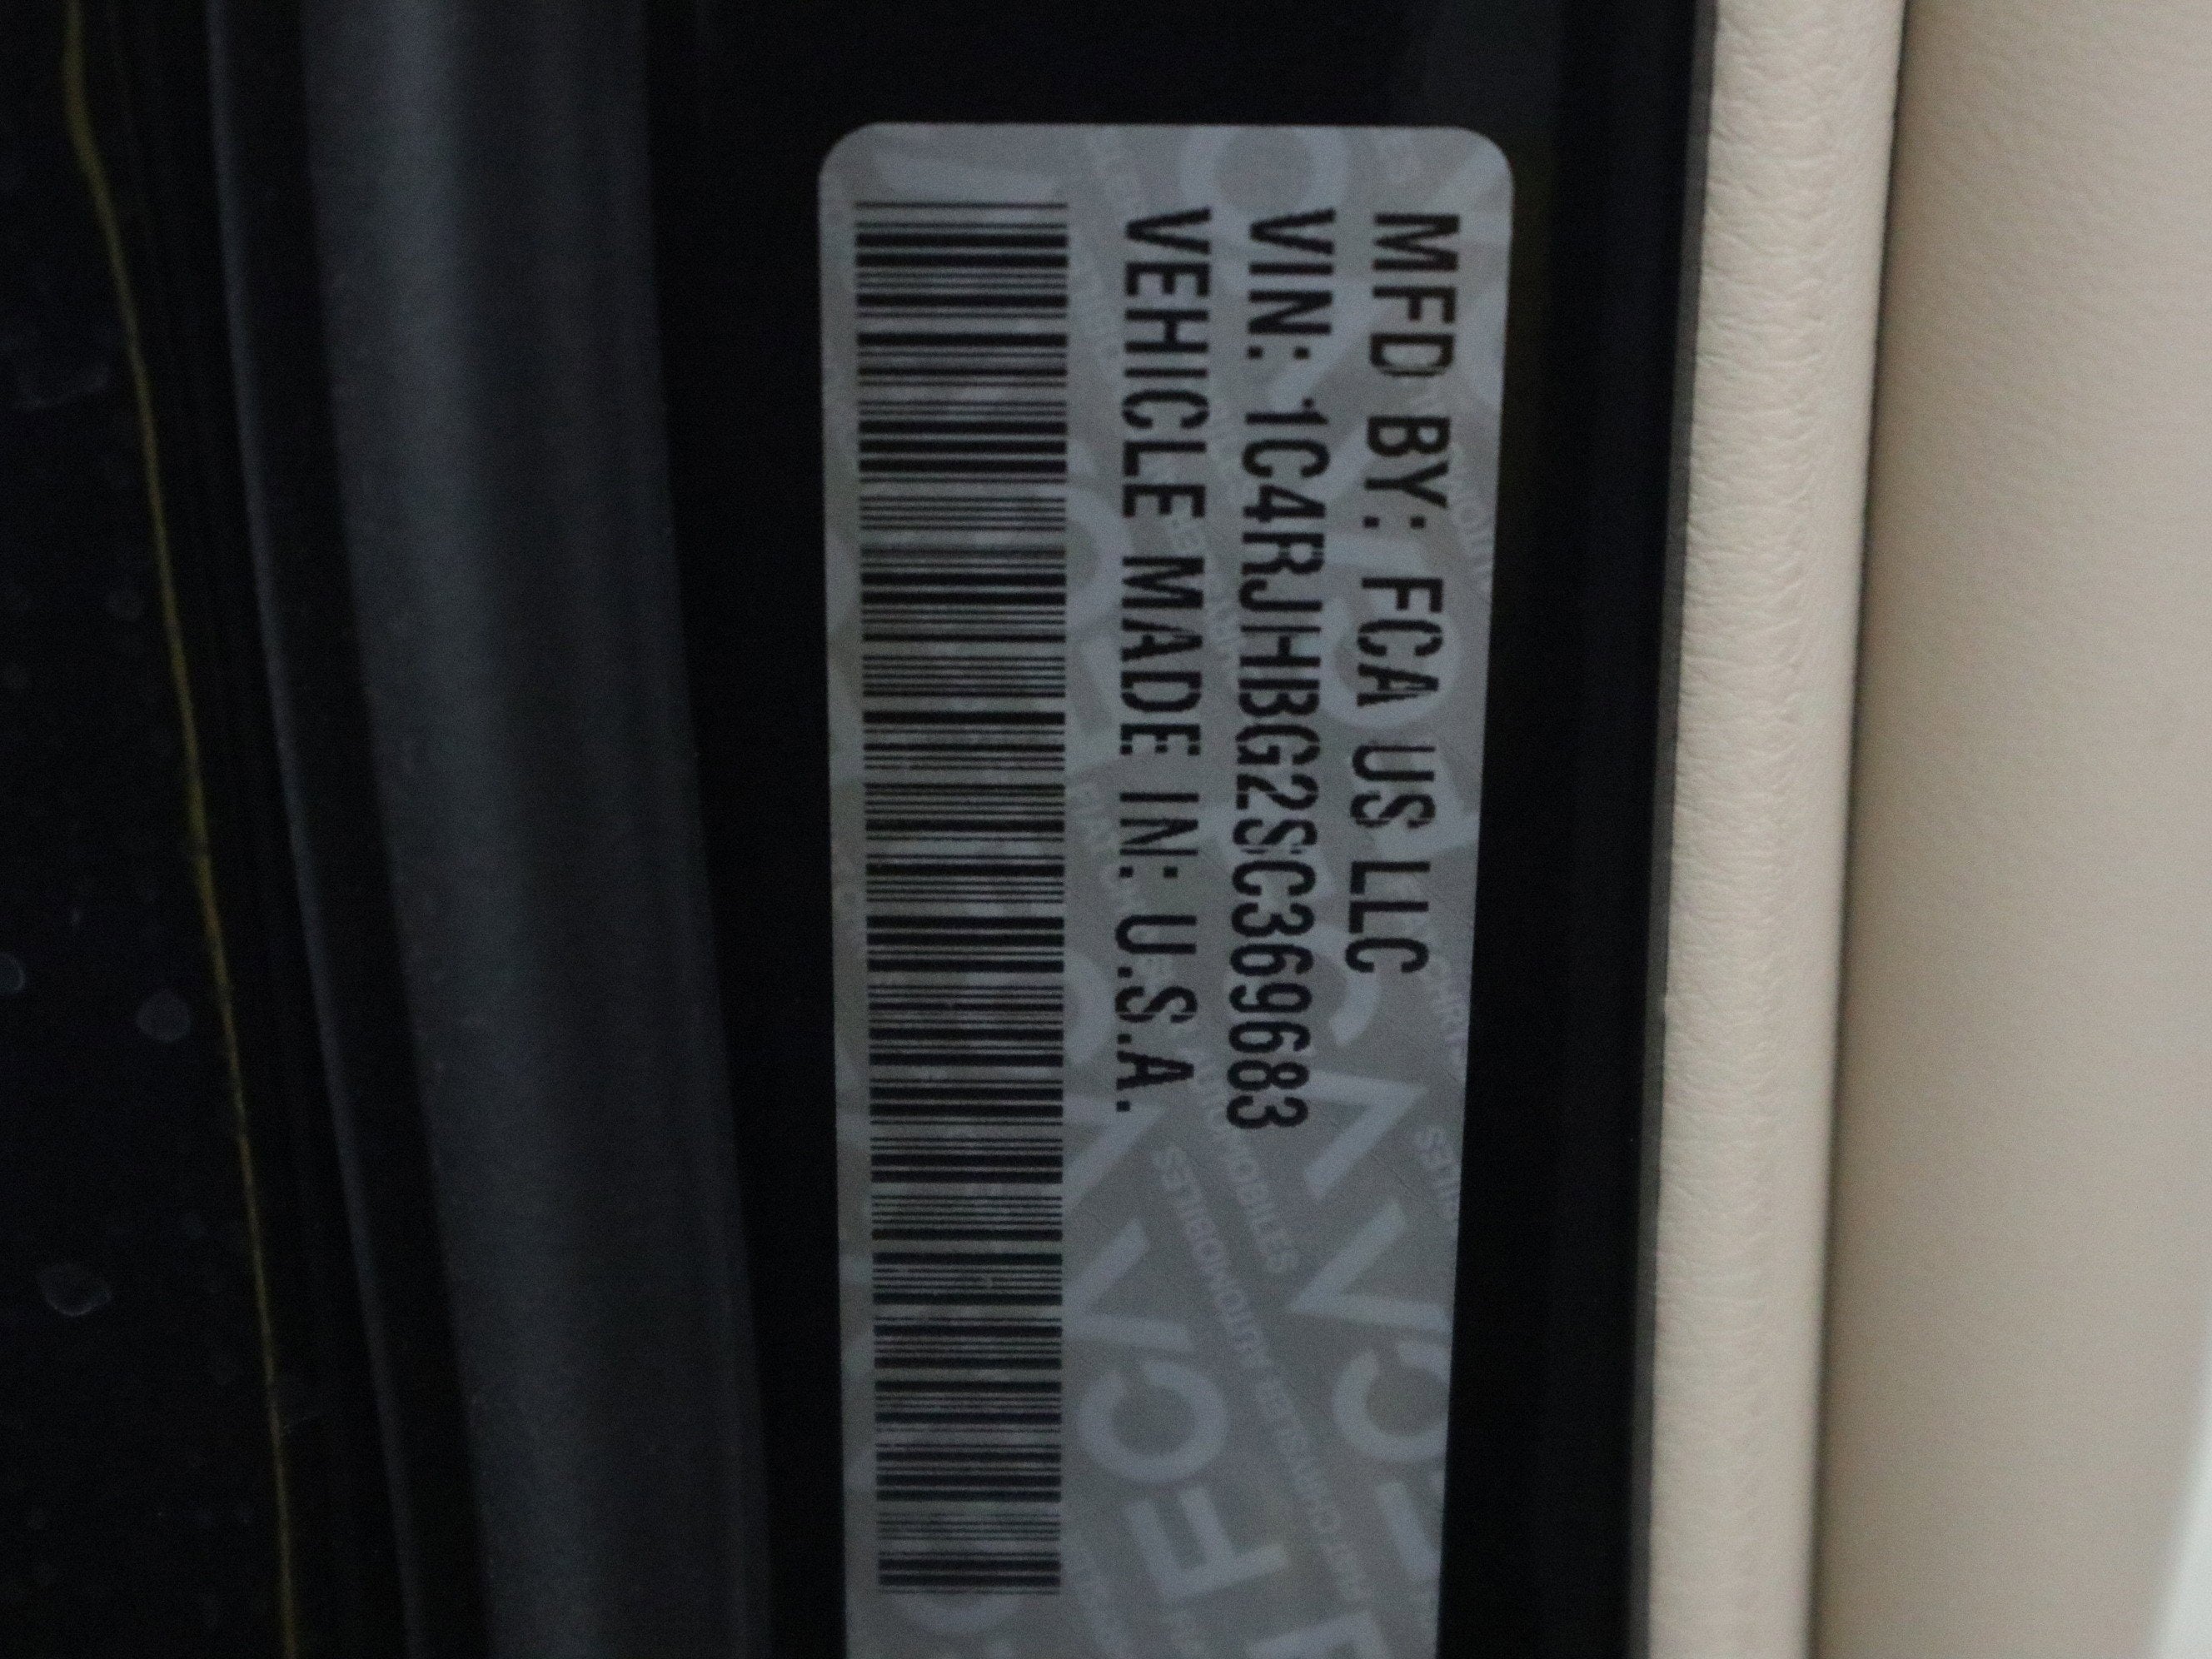 MFD BY: FCA US LLC
VIN: 1C4RJHBG2SC369683
VEHICLE MADE IN: U.S.A.